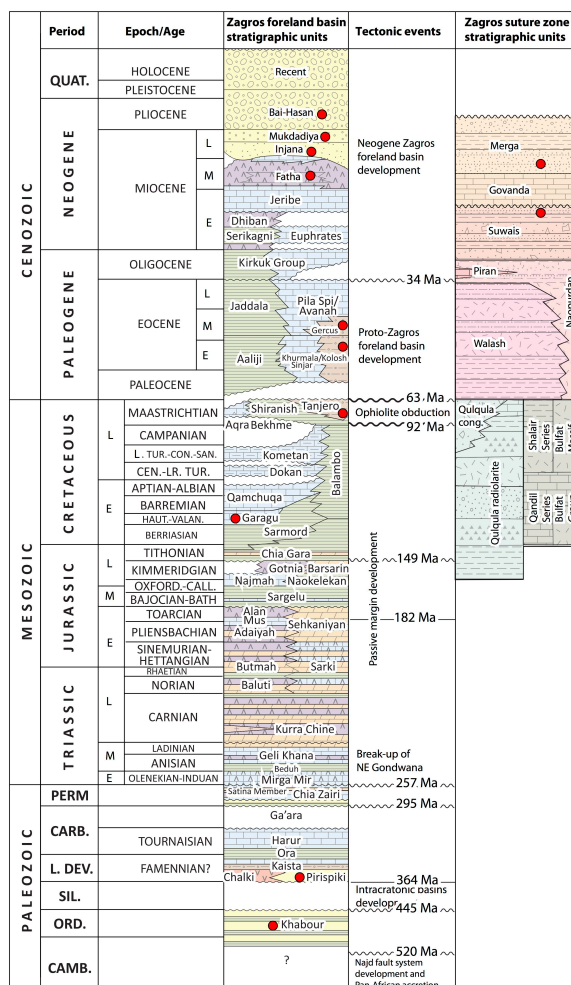 Period
Epoch/Age
Zagros foreland basin
stratigraphic units
Tectonic events
Zagros suture zone
stratigraphic units
CENOZOIC
MESOZOIC
PALEOZOIC
QUAT.
NEOGENE
PALEOGENE
CRETACEOUS
JURASSIC
TRIASSIC
PERM
CARB.
L. DEV.
SIL.
ORD.
CAMB.
HOLOCENE
PLEISTOCENE
PLIOCENE
MIOCENE
L
M
E
OLIGOCENE
EOCENE
L
M
E
PALEOCENE
L
MAASTRICHTIAN
CAMPANIAN
L. TUR-CON.-SAN.
CEN.-LR. TUR.
E
APTIAN-ALBIAN
BARREMIAN
HAUT.-VALAN.
BERRIASIAN
L
TITHONIAN
KIMMERIDGIAN
M
OXFORD.-CALL.
BAJOCIAN-BATH
E
TOARCIAN
PLIENSBACHIAN
SINEMURIAN-
HETTANGIAN
L
RHAETIAN
NORIAN
CARNIAN
M
LADINIAN
ANISIAN
E
OLENEKIAN-INDUAN
TOURNAISIAN
FAMENNIAN?
Recent
Bai-Hasan
Mukdadiya
Injana
Fatha
Jeribe
Dhiban
Serikagni
Euphrates
Kirkuk Group
Jaddala
Pila Spi/
Avanah
Gercus
Aaliji
Khurmala/Kolosh
Sinjar
Shiranish
Tanjero
Aqra
Bekhme
Kometan
Dokan
Balambo
Qamchuqa
Garagu
Sarmord
Chia Gara
Gotnia
Barsarin
Najmah
Naokelekan
Sargelu
Alan
Mus
Adaiyah
Sehkaniyan
Butmah
Sarki
Baluti
Kurra Chine
Geli Khana
Beduh
Mirga Mir
Satina Member
Chia Zairi
Ga'ara
Harur
Ora
Kaista
Chalki
Pirispiki
Khabour
?
Neogene Zagros
foreland basin
development
34 Ma
Proto-Zagros
foreland basin
development
63 Ma
Ophiolite obduction
92 Ma
149 Ma
Passive margin development
182 Ma
Break-up of
NE Gondwana
257 Ma
295 Ma
364 Ma
Intracratonic basins
445 Ma
520 Ma
Najd fault system
development and
Pan-African accretion
Merga
Govanda
Suwais
Piran
Walash
Naopurdan
Qulqula
cong.
Qulqula radiolarite
Shalair
Series
Bulfat
Qandil
Series
Bulfat